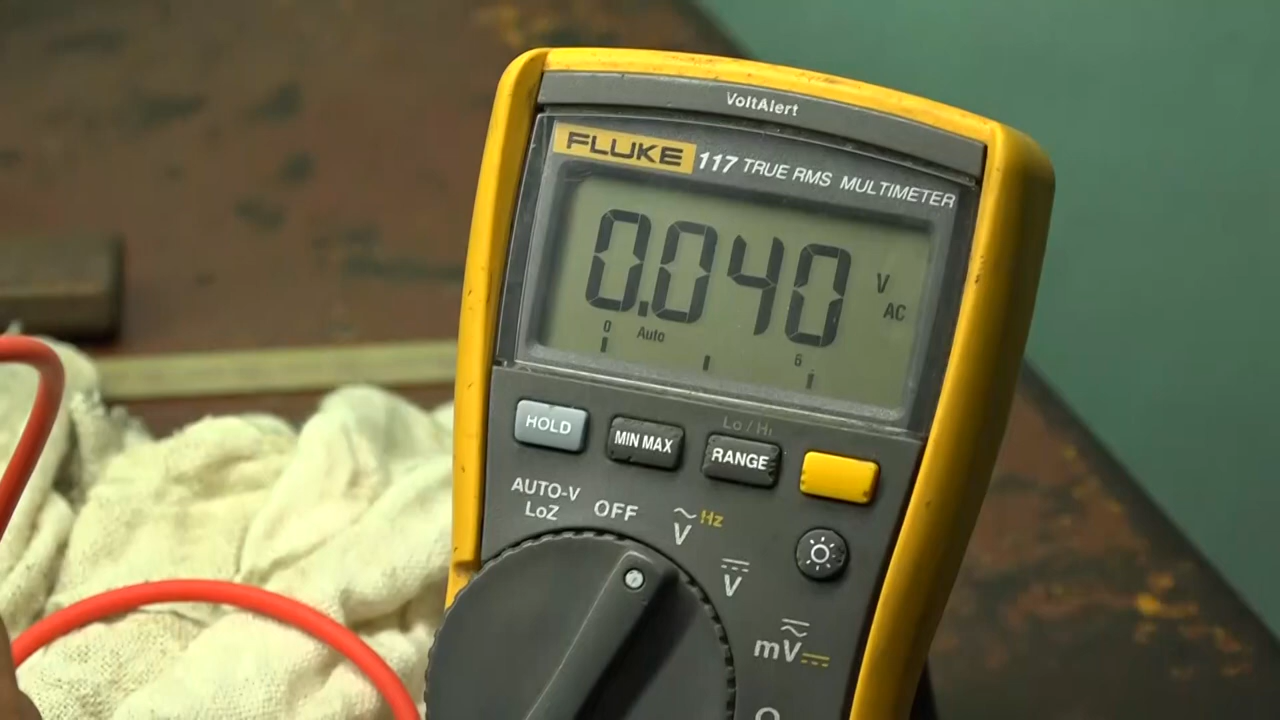 VoltAlert
FLUKE 117 TRUE RMS MULTIMETER
0.040 V AC
0 Auto 6
Lo / Hi
HOLD MIN MAX RANGE
AUTO-V LoZ OFF V Hz
V
mV
Ω